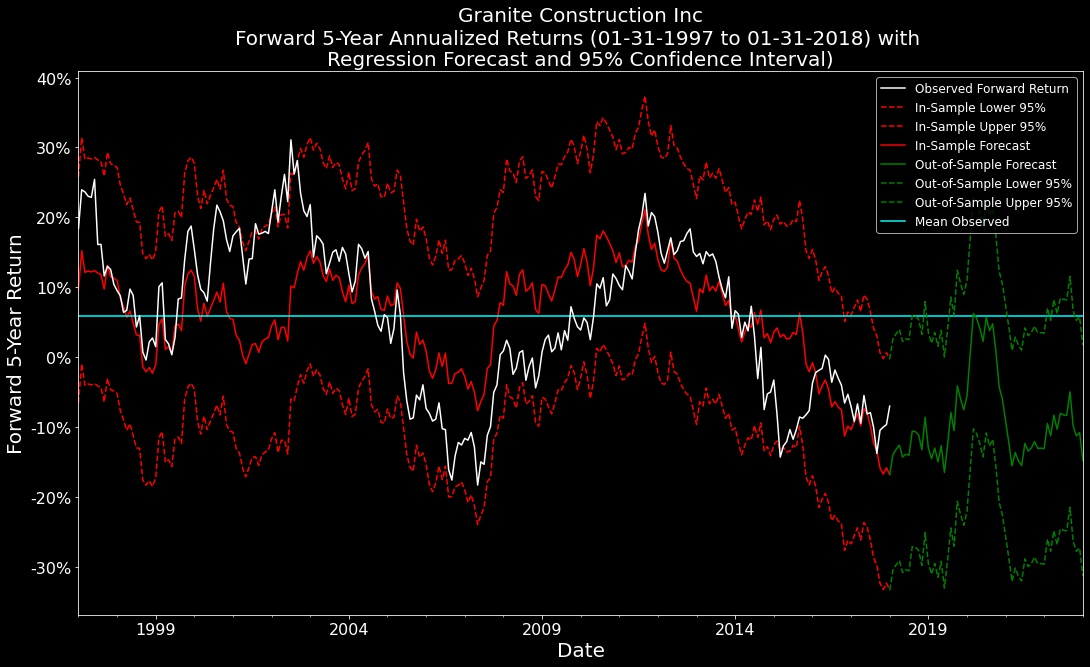 Granite Construction Inc
Forward 5-Year Annualized Returns (01-31-1997 to 01-31-2018) with
Regression Forecast and 95% Confidence Interval)
40%
30%
20%
10%
0%
-10%
-20%
-30%
Forward 5-Year Return
Observed Forward Return
In-Sample Lower 95%
In-Sample Upper 95%
In-Sample Forecast
Out-of-Sample Forecast
Out-of-Sample Lower 95%
Out-of-Sample Upper 95%
Mean Observed
1999
2004
2009
2014
2019
Date